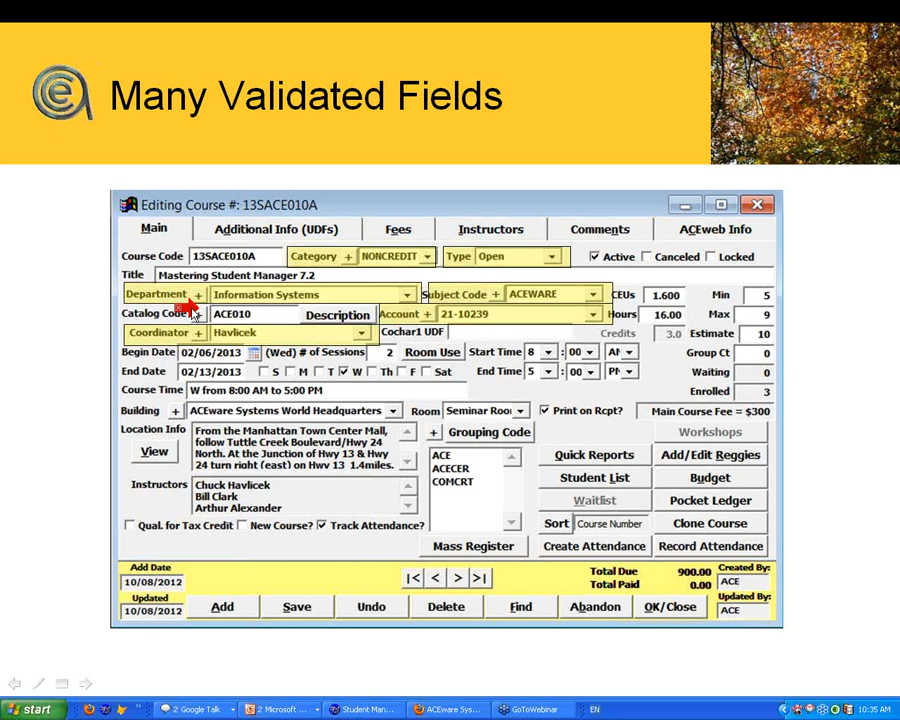 Many Validated Fields
Editing Course #: 13SACE010A
Main Additional Info (UDFs) Fees Instructors Comments ACEweb Info
Course Code 13SACE010A Category + NONCREDIT Type Open Active Canceled Locked
Title Mastering Student Manager 7.2
Department + Information Systems Subject Code + ACEWARE CEUs 1.600 Min 5
Catalog Code + ACE010 Description Account + 21-10239 Hours 16.00 Max 9
Coordinator + Havlicek Cochar1 UDF Credits 3.0 Estimate 10
Begin Date 02/06/2013 (Wed) # of Sessions 2 Room Use Start Time 8 : 00 AM Group Ct 0
End Date 02/13/2013 S M T W Th F Sat End Time 5 : 00 PM Waiting 0
Course Time W from 8:00 AM to 5:00 PM Enrolled 3
Building + ACEware Systems World Headquarters Room Seminar Roo Print on Rcpt? Main Course Fee = $300
Location Info From the Manhattan Town Center Mall, + Grouping Code Workshops
follow Tuttle Creek Boulevard/Hwy 24
View North. At the Junction of Hwy 13 & Hwy ACE Quick Reports Add/Edit Reggies
24 turn right (east) on Hwy 13 1.4miles. ACECER
COMCRT Student List Budget
Instructors Chuck Havlicek
Bill Clark Waitlist Pocket Ledger
Arthur Alexander
Qual. for Tax Credit New Course? Track Attendance? Sort Course Number Clone Course
Mass Register Create Attendance Record Attendance
Add Date Total Due 900.00 Created By:
10/08/2012 |< < > >| Total Paid 0.00 ACE
Updated Updated By:
10/08/2012 Add Save Undo Delete Find Abandon OK/Close ACE
start 2 Google Talk 2 Microsoft ... Student Man... ACEware Sys... GoToWebinar EN 10:35 AM